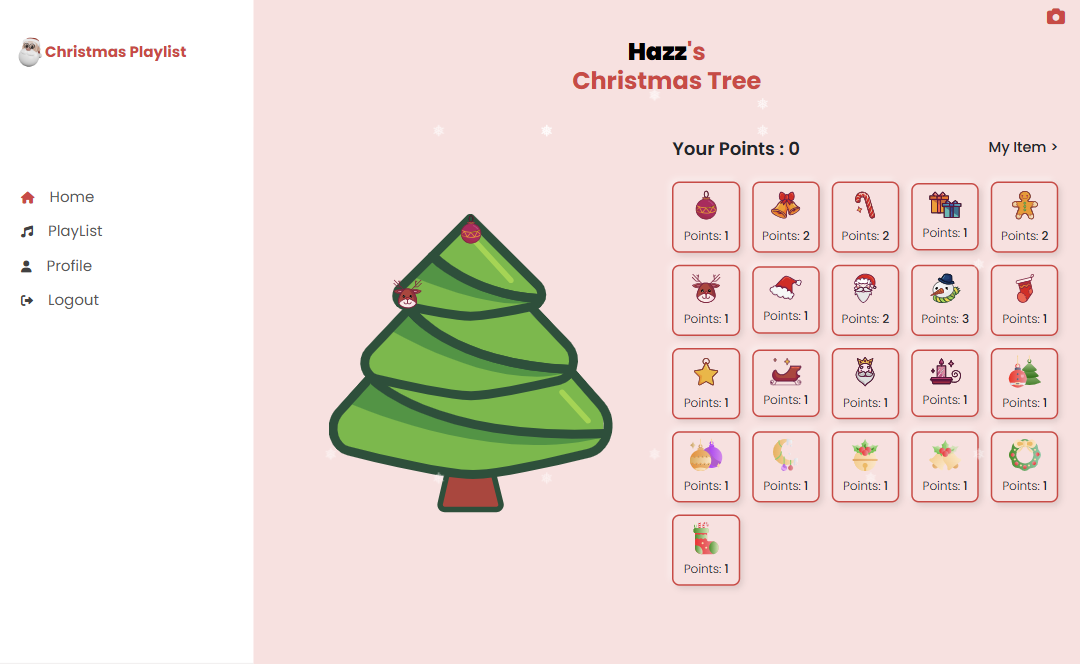 Christmas Playlist
Home
PlayList
Profile
Logout
Hazz's
Christmas Tree
Your Points : 0
My Item >
Points: 1
Points: 2
Points: 2
Points: 1
Points: 2
Points: 1
Points: 1
Points: 2
Points: 3
Points: 1
Points: 1
Points: 1
Points: 1
Points: 1
Points: 1
Points: 1
Points: 1
Points: 1
Points: 1
Points: 1
Points: 1